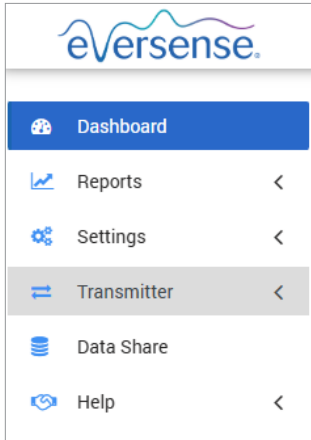 eversense®
Dashboard
Reports
Settings
Transmitter
Data Share
Help